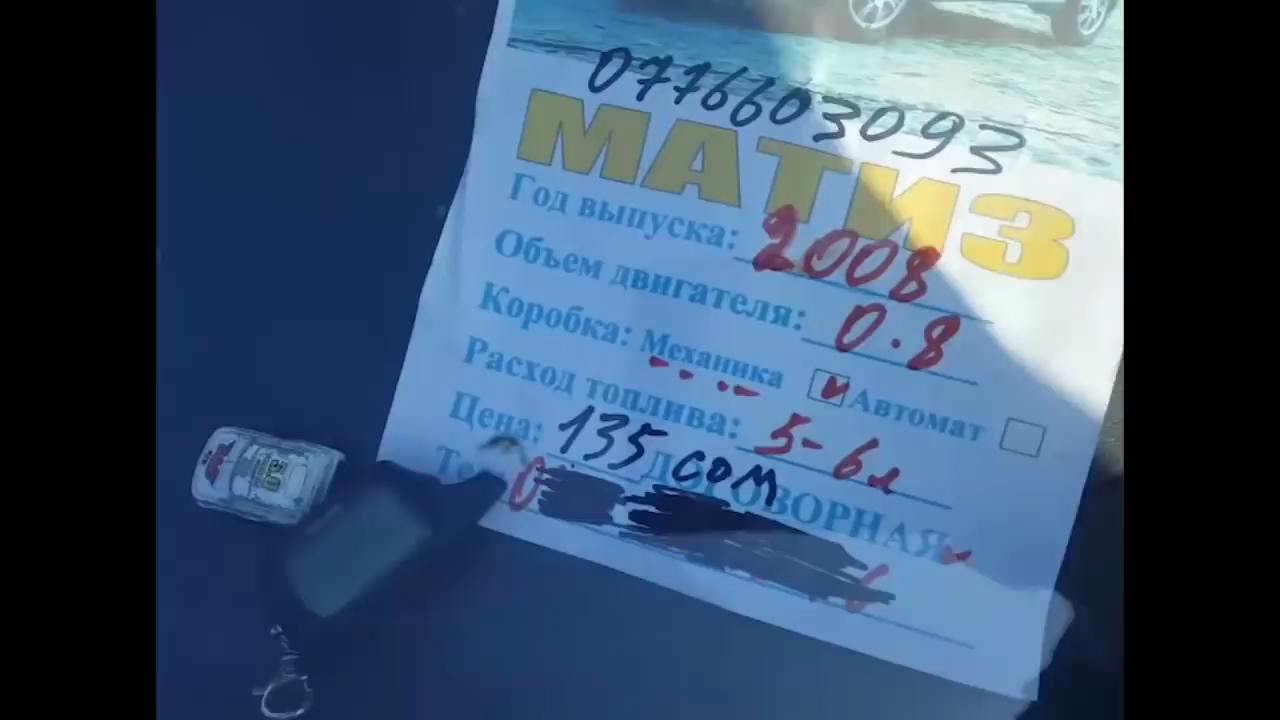 0776603093
МАТИЗ
Год выпуска: 2008
Объем двигателя: 0.8
Коробка: Механика Автомат
Расход топлива: 5-6л
Цена: 135 сом ДОГОВОРНАЯ